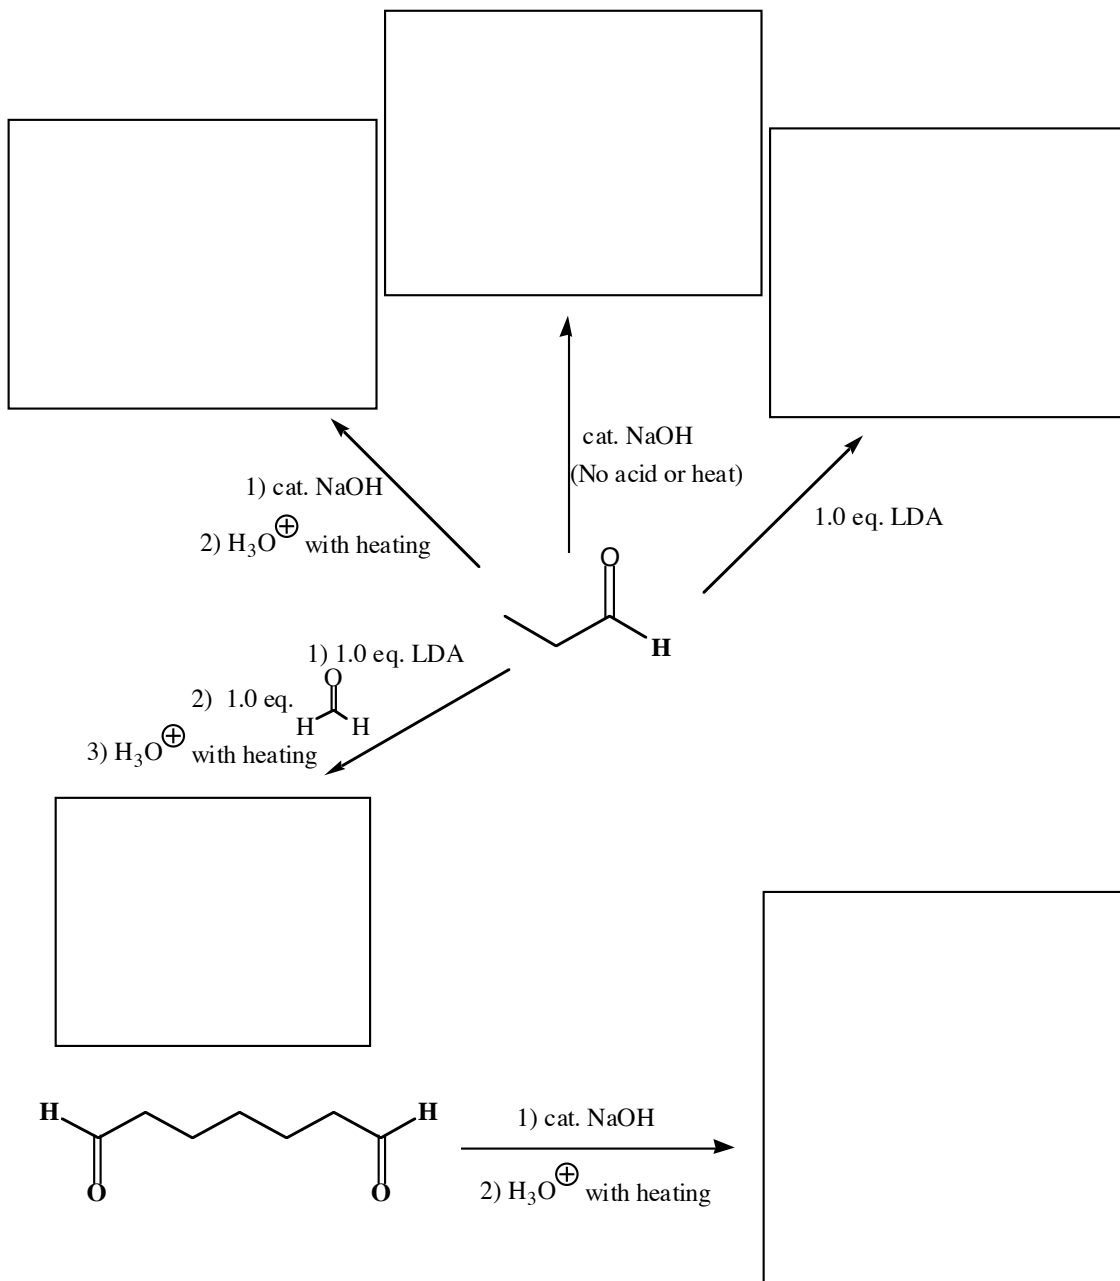 cat. NaOH
(No acid or heat)
1) cat. NaOH
2) H₃O⊕ with heating
1.0 eq. LDA
O
H
1) 1.0 eq. LDA
O
2) 1.0 eq.
H H
3) H₃O⊕ with heating
H H
O O
1) cat. NaOH
2) H₃O⊕ with heating